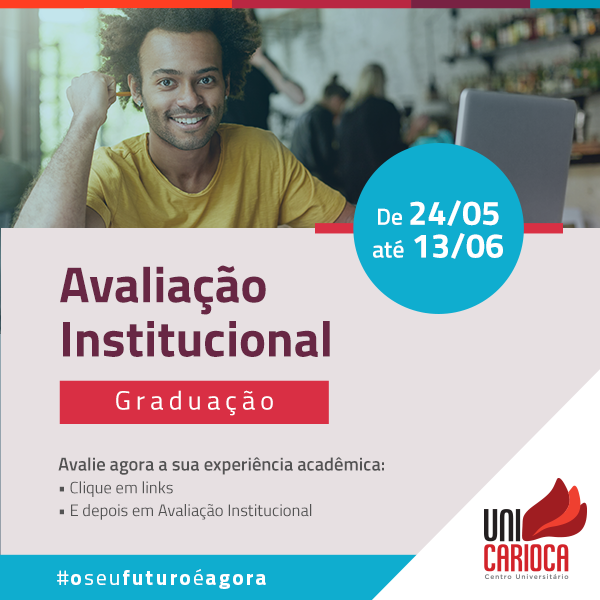 De 24/05
até 13/06
Avaliação
Institucional
Graduação
Avalie agora a sua experiência acadêmica:
▪ Clique em links
▪ E depois em Avaliação Institucional
UNI
CARIOCA
Centro Universitário
#oseufuturoéagora